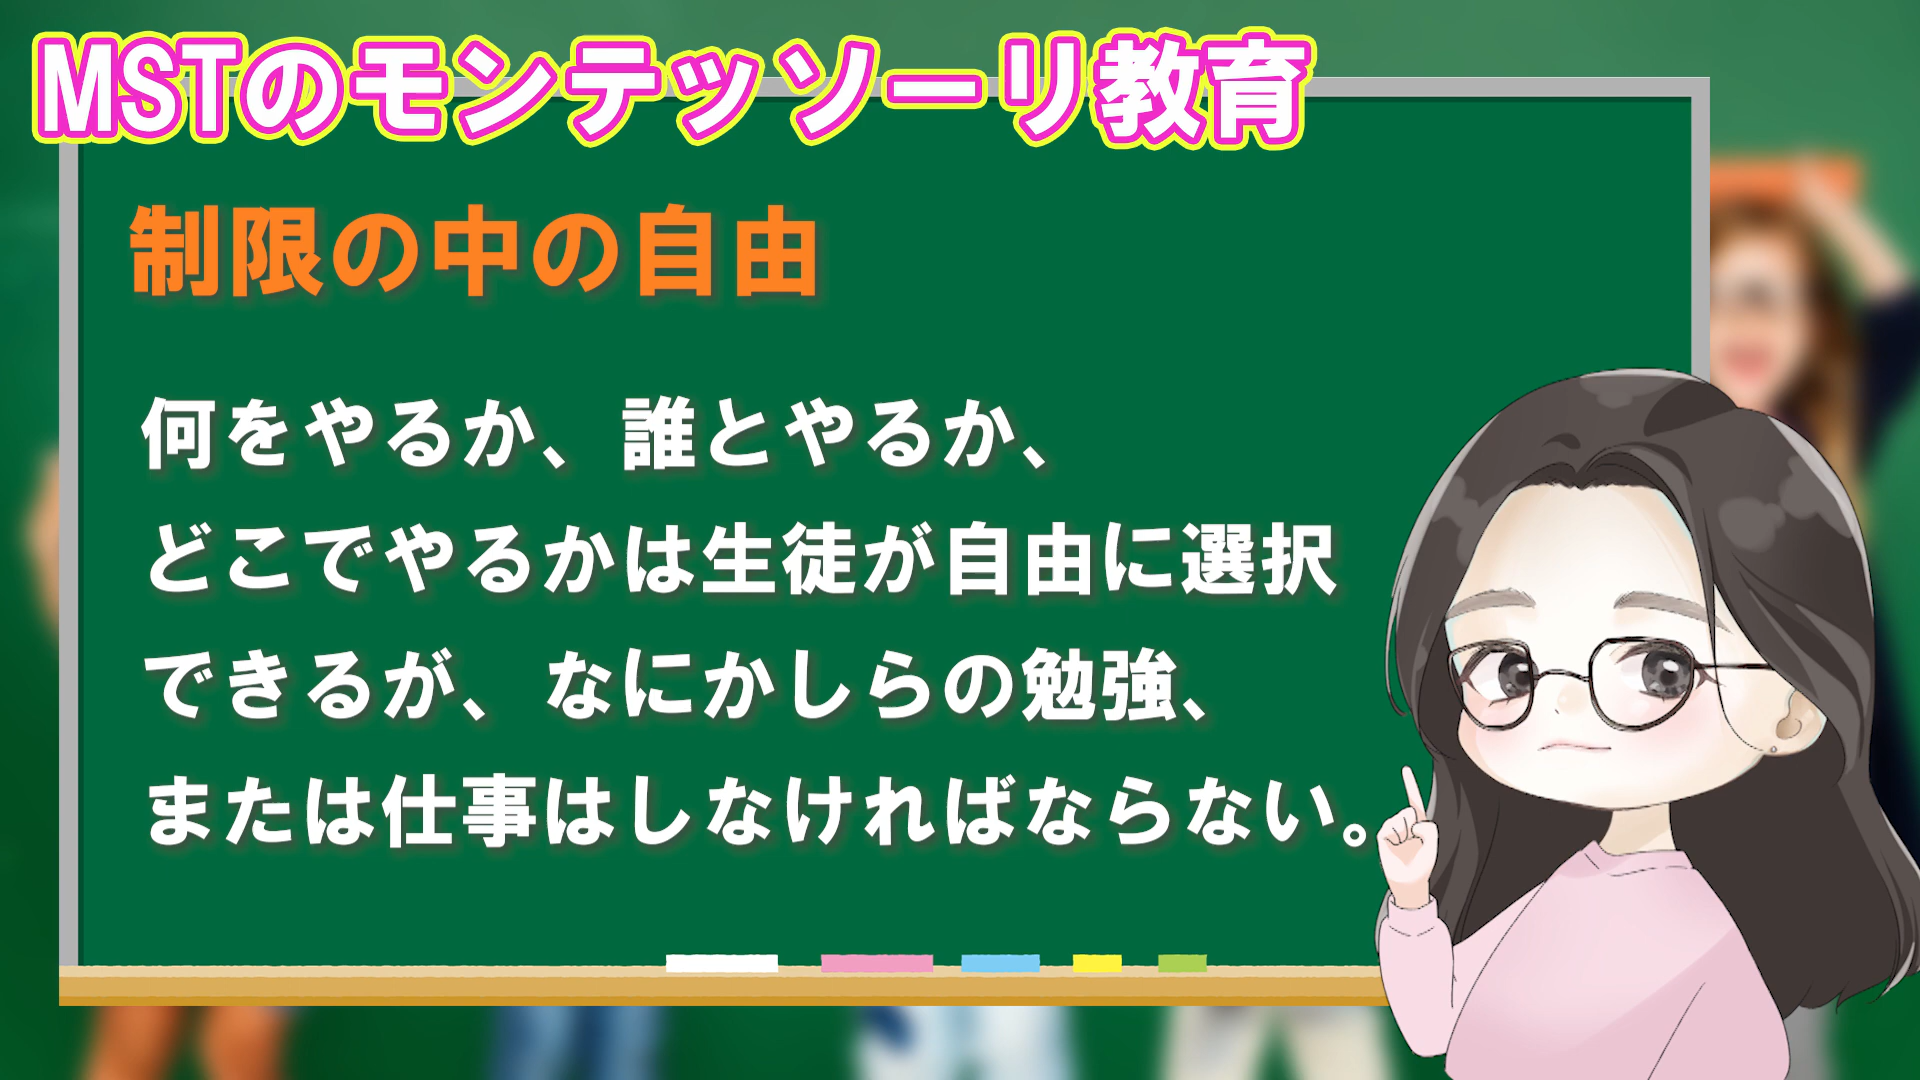 MSTのモンテッソーリ教育
制限の中の自由
何をやるか、誰とやるか、
どこでやるかは生徒が自由に選択
できるが、なにかしらの勉強、
または仕事はしなければならない。